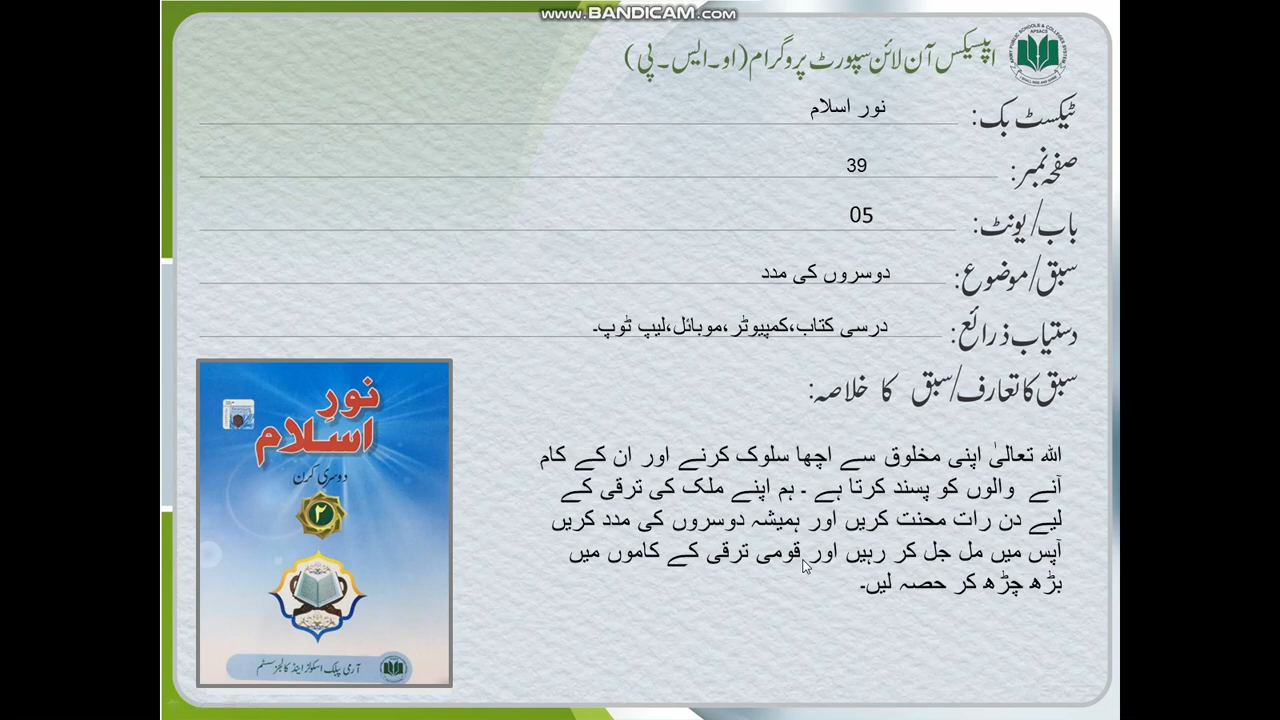 www.BANDICAM.com
اپسیکس آن لائن سپورٹ پروگرام (او۔ایس۔پی)
ٹیکسٹ بک: نور اسلام
صفحہ نمبر: 39
باب/یونٹ: 05
سبق/موضوع: دوسروں کی مدد
دستیاب ذرائع: درسی کتاب،کمپیوٹر،موبائل،لیپ ٹوپ۔
سبق کا تعارف/سبق کا خلاصہ:
اللہ تعالیٰ اپنی مخلوق سے اچھا سلوک کرنے اور ان کے کام
آنے والوں کو پسند کرتا ہے ۔ ہم اپنے ملک کی ترقی کے
لیے دن رات محنت کریں اور ہمیشہ دوسروں کی مدد کریں
آپس میں مل جل کر رہیں اور قومی ترقی کے کاموں میں
بڑھ چڑھ کر حصہ لیں۔
نورِ
اسلام
دوسری کرن
۲
آرمی پبلک اسکولز اینڈ کالجز سسٹم